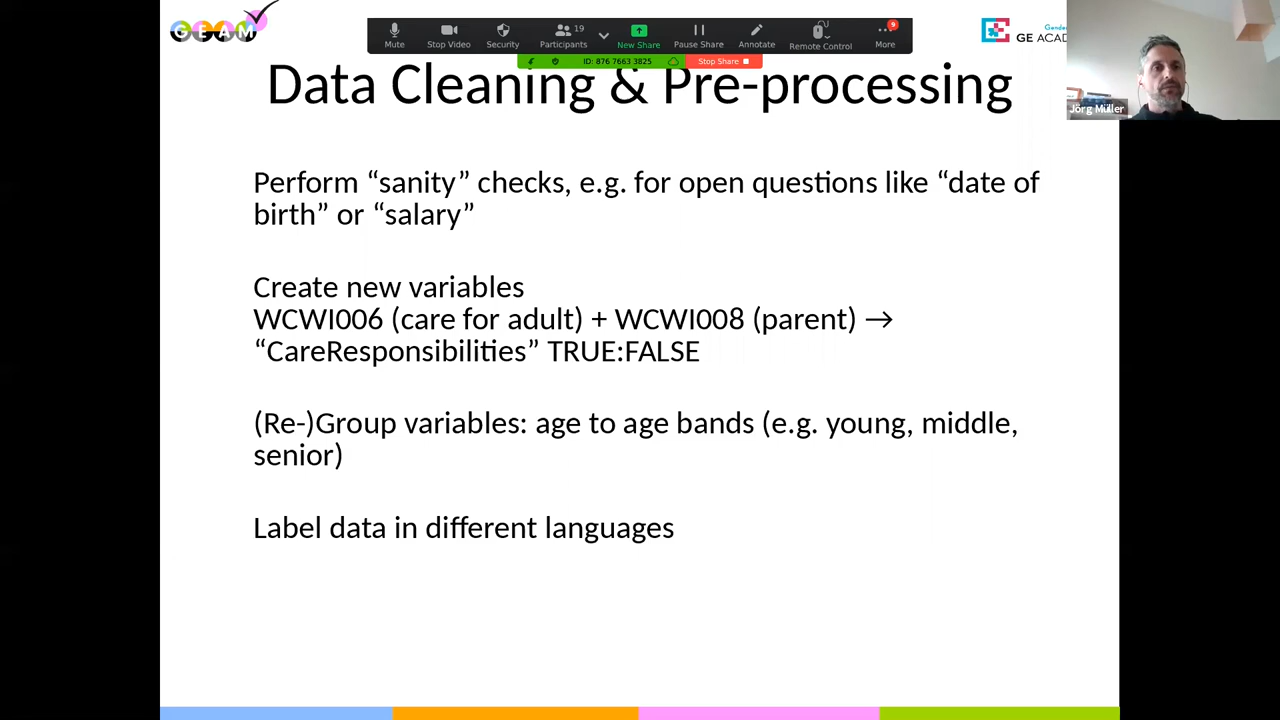 GEAM
Mute
Stop Video
Security
19
Participants
New Share
Pause Share
Annotate
Remote Control
9
More
ID: 876 7663 3825
Stop Share
GE ACAD
Jörg Müller
Data Cleaning & Pre-processing
Perform “sanity” checks, e.g. for open questions like “date of
birth” or “salary”
Create new variables
WCWI006 (care for adult) + WCWI008 (parent) →
“CareResponsibilities” TRUE:FALSE
(Re-)Group variables: age to age bands (e.g. young, middle,
senior)
Label data in different languages